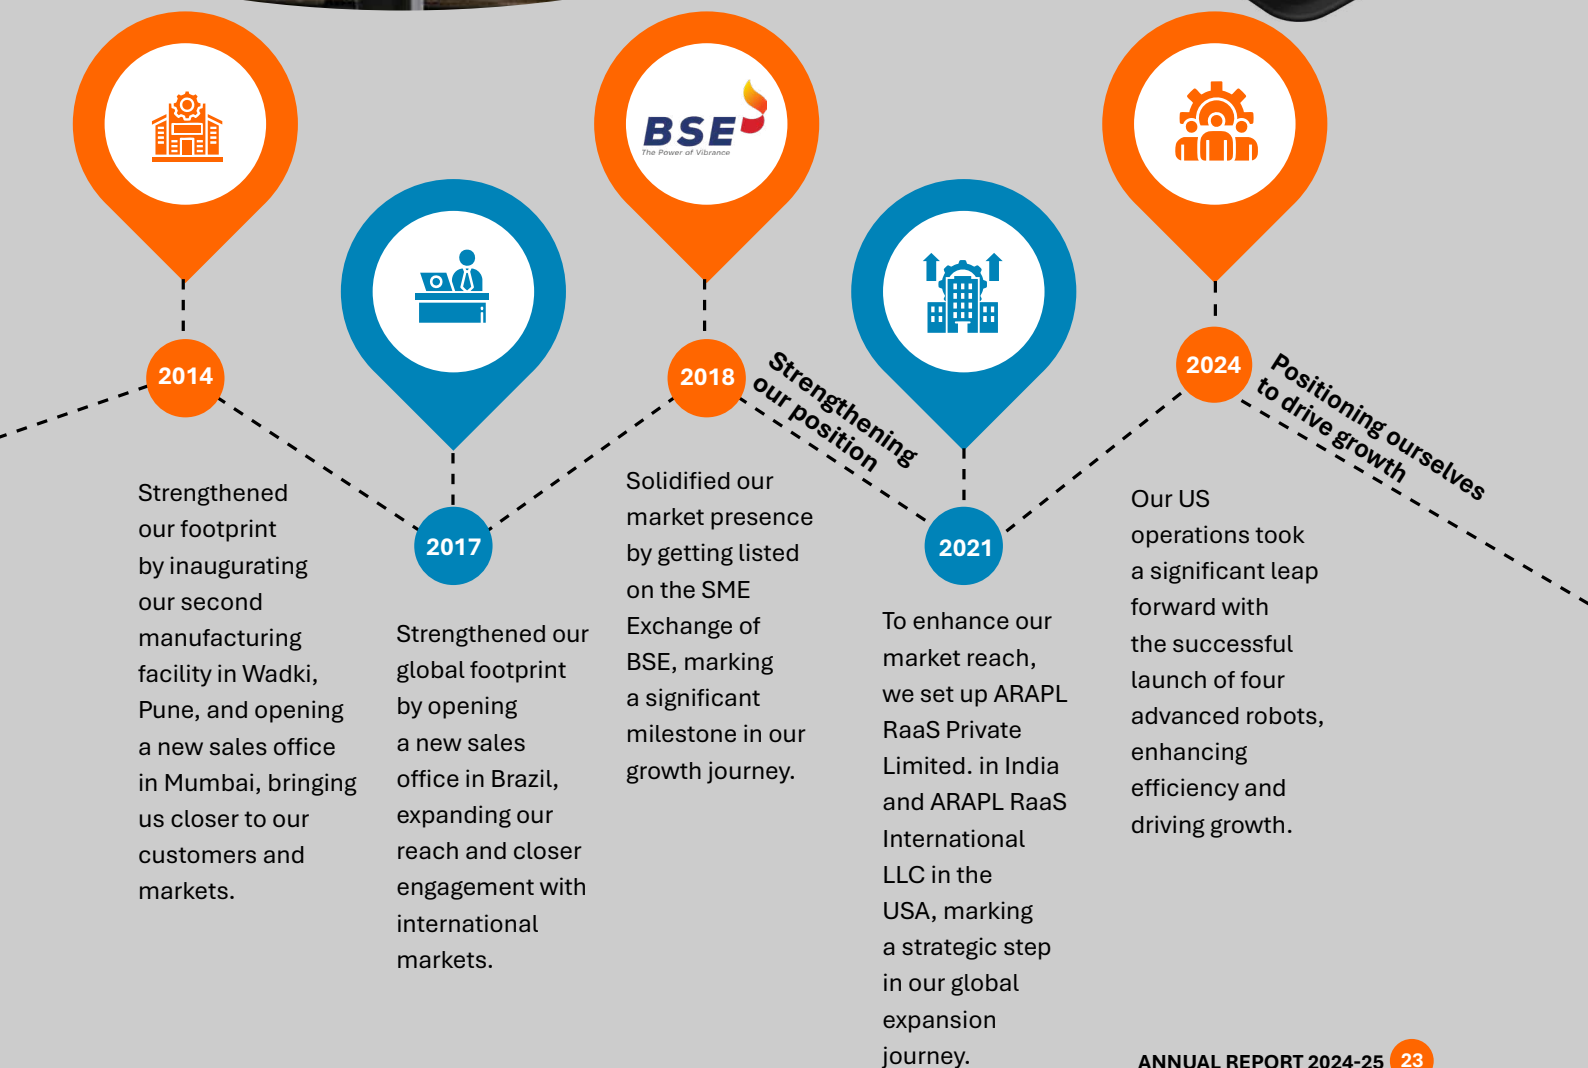 BSE
The Power of Vibrance
2014
Strengthened
our footprint
by inaugurating
our second
manufacturing
facility in Wadki,
Pune, and opening
a new sales office
in Mumbai, bringing
us closer to our
customers and
markets.
2017
Strengthened our
global footprint
by opening
a new sales
office in Brazil,
expanding our
reach and closer
engagement with
international
markets.
2018
Solidified our
market presence
by getting listed
on the SME
Exchange of
BSE, marking
a significant
milestone in our
growth journey.
Strengthening
our position
2021
To enhance our
market reach,
we set up ARAPL
RaaS Private
Limited. in India
and ARAPL RaaS
International
LLC in the
USA, marking
a strategic step
in our global
expansion
journey.
2024
Our US
operations took
a significant leap
forward with
the successful
launch of four
advanced robots,
enhancing
efficiency and
driving growth.
Positioning ourselves
to drive growth
ANNUAL REPORT 2024-25 23